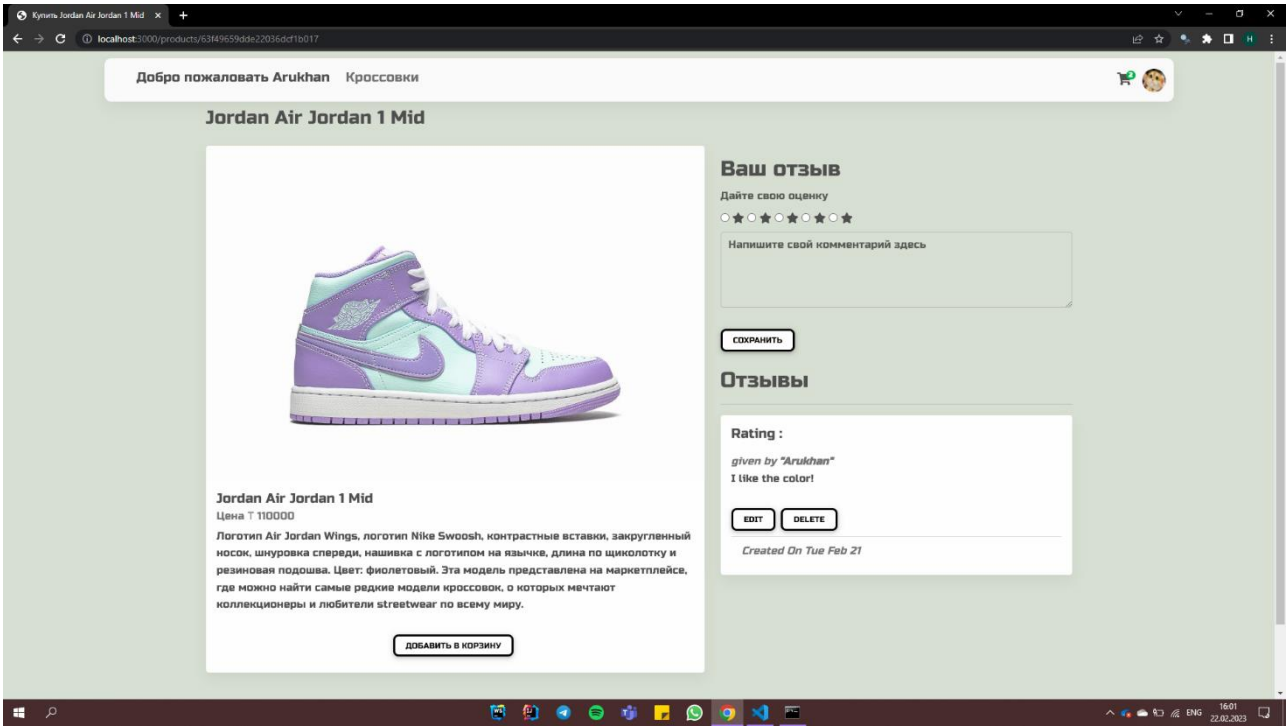 Купить Jordan Air Jordan 1 Mid
localhost:3000/products/63f49659dde22036dcf1b017
H
Добро пожаловать Arukhan Кроссовки
2
Jordan Air Jordan 1 Mid
Ваш отзыв
Дайте свою оценку
Напишите свой комментарий здесь
СОХРАНИТЬ
Отзывы
Rating :
given by "Arukhan"
I like the color!
EDIT DELETE
Created On Tue Feb 21
Jordan Air Jordan 1 Mid
Цена T 110000
Логотип Air Jordan Wings, логотип Nike Swoosh, контрастные вставки, закругленный
носок, шнуровка спереди, нашивка с логотипом на язычке, длина по щиколотку и
резиновая подошва. Цвет: фиолетовый. Эта модель представлена на маркетплейсе,
где можно найти самые редкие модели кроссовок, о которых мечтают
коллекционеры и любители streetwear по всему миру.
ДОБАВИТЬ В КОРЗИНУ
ENG
16:01
22.02.2023